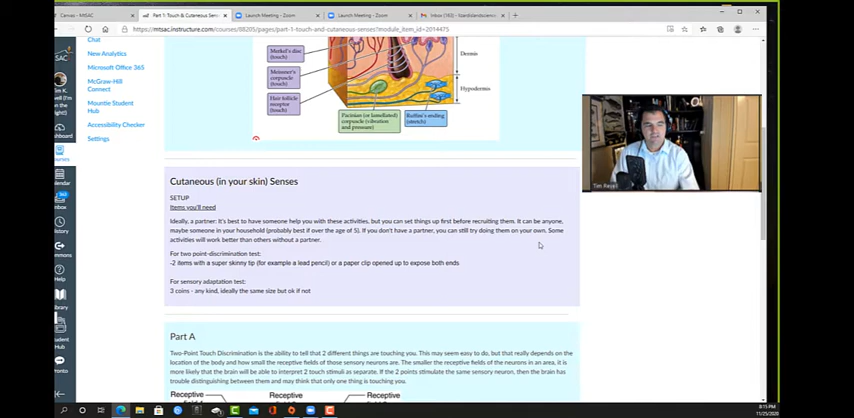 Canvas - MtSAC
Part 1: Touch & Cutaneous Sens
Launch Meeting - Zoom
Launch Meeting - Zoom
https://mtsac.instructure.com/courses/88205/pages/part-1-touch-and-cutaneous-senses?module_item_id=2014475
Chat
New Analytics
Microsoft Office 365
McGraw-Hill
Connect
Mountie Student
Hub
Accessibility Checker
Settings
SAC
Merkel's disc
(touch)
Meissner's
corpuscle
(touch)
Hair follicle
receptor
(touch)
Pacinian (or lamellated)
corpuscle (vibration
and pressure)
Ruffini's ending
(stretch)
Dermis
Hypodermis
Cutaneous (in your skin) Senses
SETUP
Items you'll need
Ideally, a partner: It's best to have someone help you with these activities, but you can set things up first before recruiting them. It can be anyone,
maybe someone in your household (probably best if over the age of 5). If you don't have a partner, you can still try doing them on your own. Some
activities will work better than others without a partner.
For two point-discrimination test:
-2 items with a super skinny tip (for example a lead pencil) or a paper clip opened up to expose both ends
For sensory adaptation test:
3 coins - any kind, ideally the same size but ok if not
Part A
Two-Point Touch Discrimination is the ability to tell that 2 different things are touching you. This may seem easy to do, but that really depends on the
location of the body and how small the receptive fields of those sensory neurons are. The smaller the receptive fields of the neurons in an area, it
is more likely that the brain will be able to interpret 2 touch stimuli as separate. If the 2 points stimulate the same sensory neuron, then the brain has
trouble distinguishing between them and may think that only one thing is touching you.
Receptive
Receptive
Receptive
8:15 PM
11/25/2020